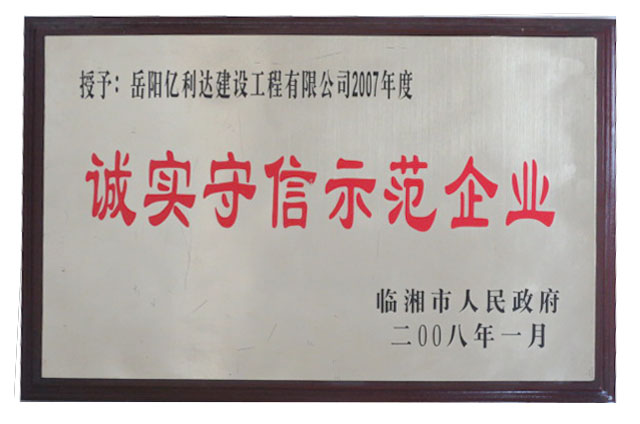 授予：岳阳亿利达建设工程有限公司2007年度
诚实守信示范企业
临湘市人民政府
二00八年一月